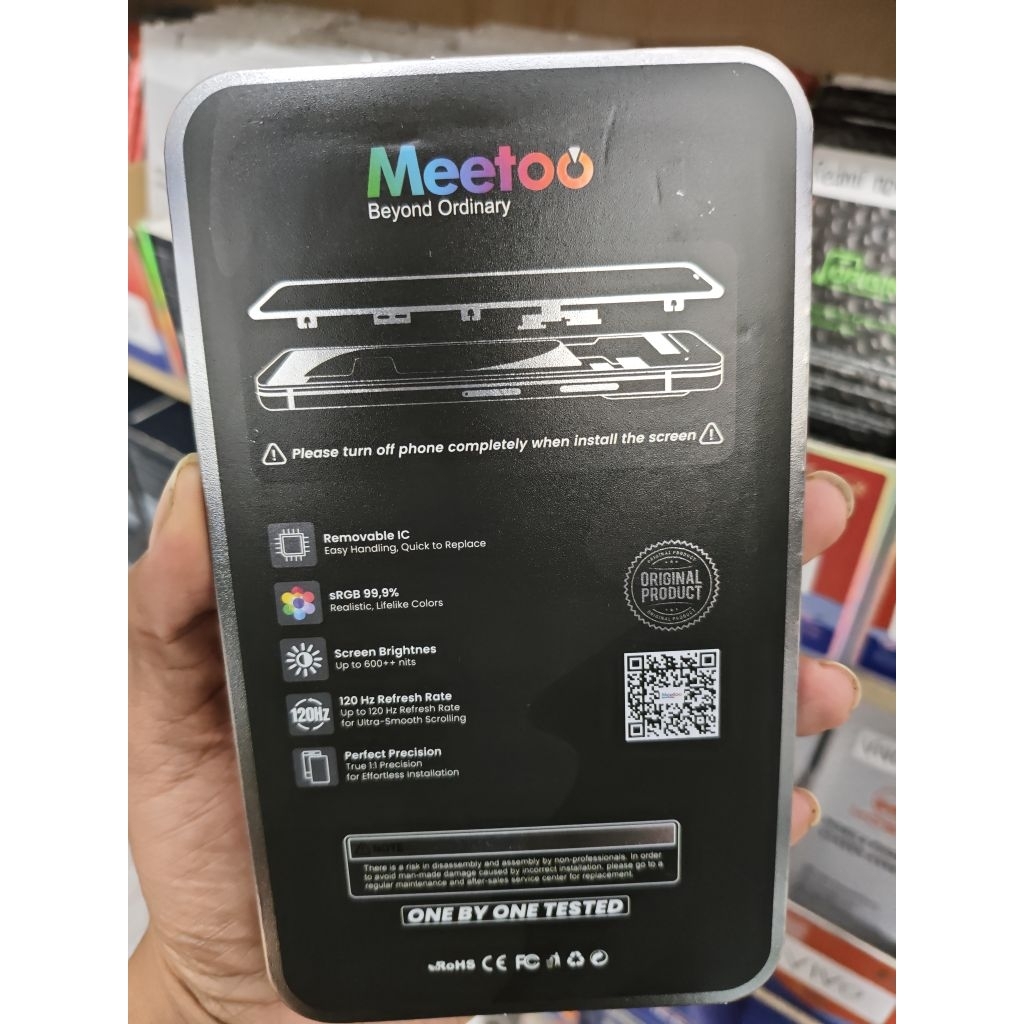 Meetoo
Beyond Ordinary
Please turn off phone completely when install the screen
Removable IC
Easy Handling, Quick to Replace
sRGB 99,9%
Realistic, Lifelike Colors
Screen Brightnes
Up to 600++ nits
120Hz
120 Hz Refresh Rate
Up to 120 Hz Refresh Rate
for Ultra-Smooth Scrolling
Perfect Precision
True 1:1 Precision
for Effortless installation
ORIGINAL PRODUCT
ORIGINAL
PRODUCT
ORIGINAL PRODUCT
Meetoo
NOTE
There is a risk in disassembly and assembly by non-professionals. In order
to avoid man-made damage caused by incorrect installation, please go to a
regular maintenance and after-sales service center for replacement.
ONE BY ONE TESTED
RoHS CE FC